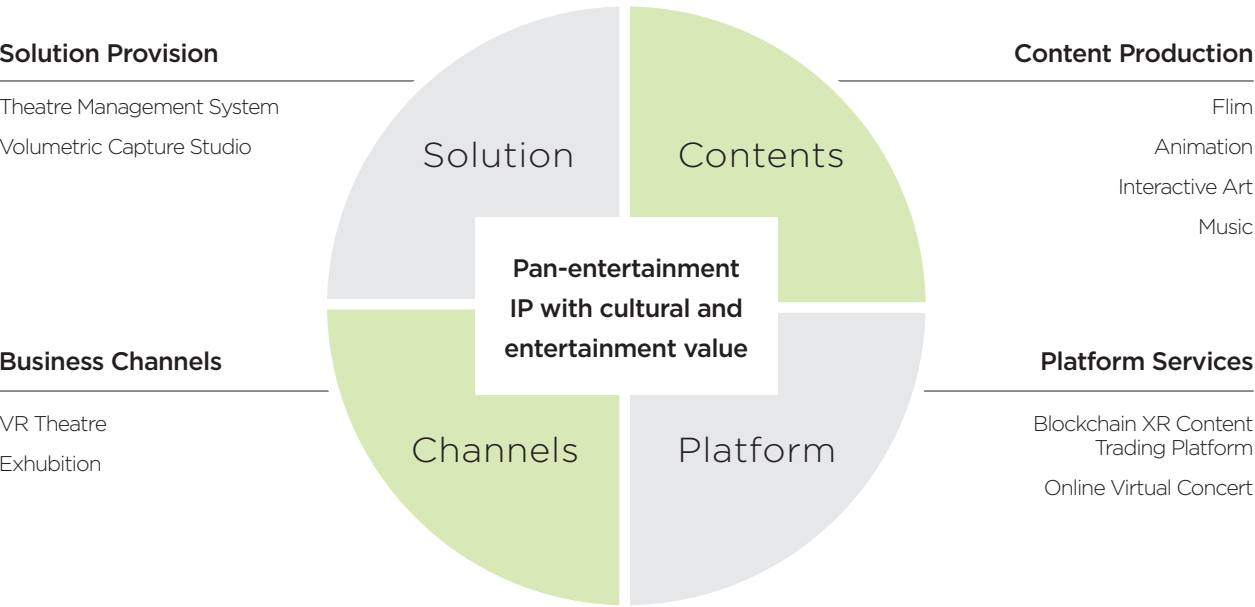 Solution Provision
Theatre Management System
Volumetric Capture Studio
Content Production
Flim
Animation
Interactive Art
Music
Solution
Contents
Pan-entertainment
IP with cultural and
entertainment value
Channels
Platform
Business Channels
VR Theatre
Exhubition
Platform Services
Blockchain XR Content
Trading Platform
Online Virtual Concert